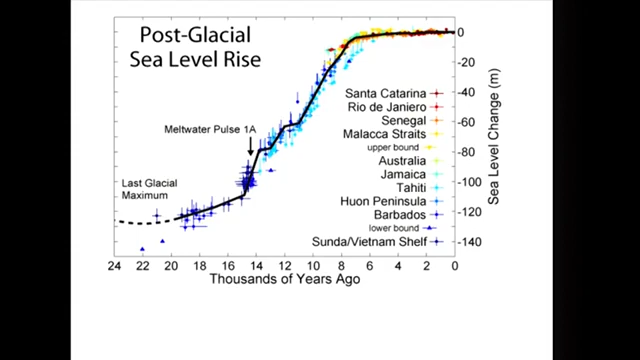 Post-Glacial
Sea Level Rise
Meltwater Pulse 1A
Last Glacial
Maximum
Santa Catarina
Rio de Janiero
Senegal
Malacca Straits
upper bound
Australia
Jamaica
Tahiti
Huon Peninsula
Barbados
lower bound
Sunda/Vietnam Shelf
0
-20
-40
-60
-80
-100
-120
-140
Sea Level Change (m)
24 22 20 18 16 14 12 10 8 6 4 2 0
Thousands of Years Ago